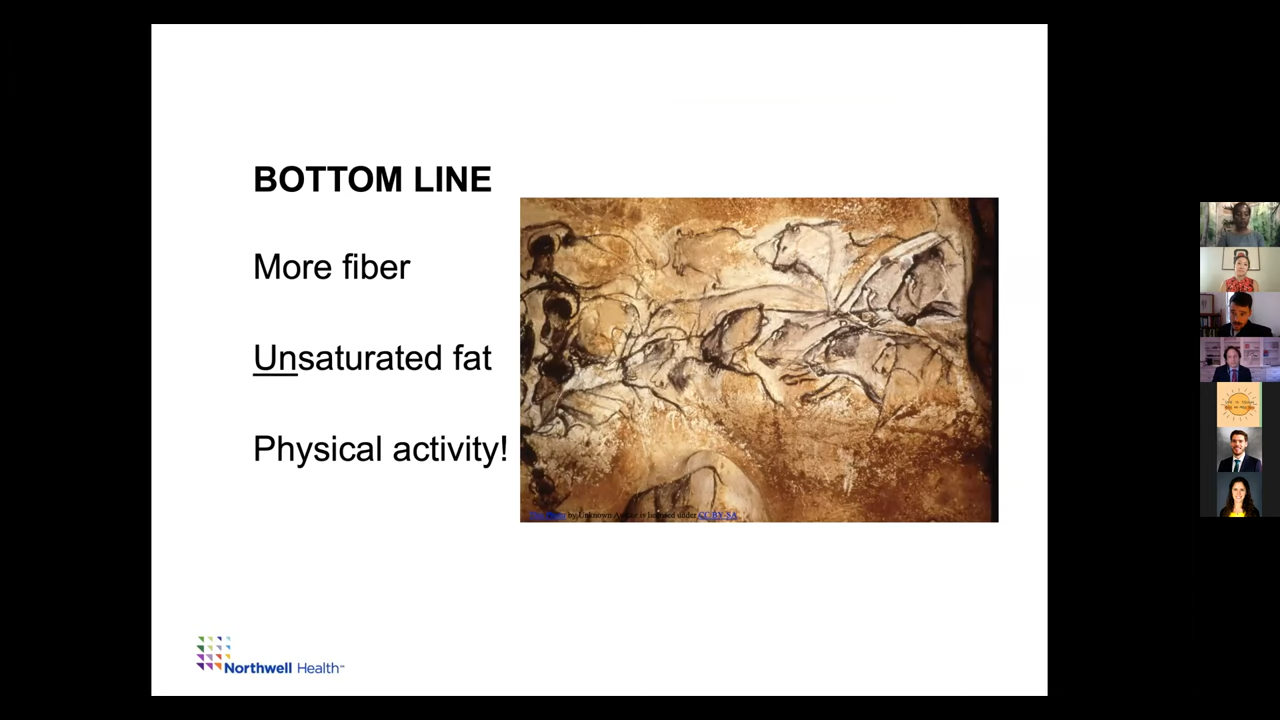 BOTTOM LINE
More fiber
Unsaturated fat
Physical activity!
by Unknown Author is licensed under CC BY-SA
Northwell Health